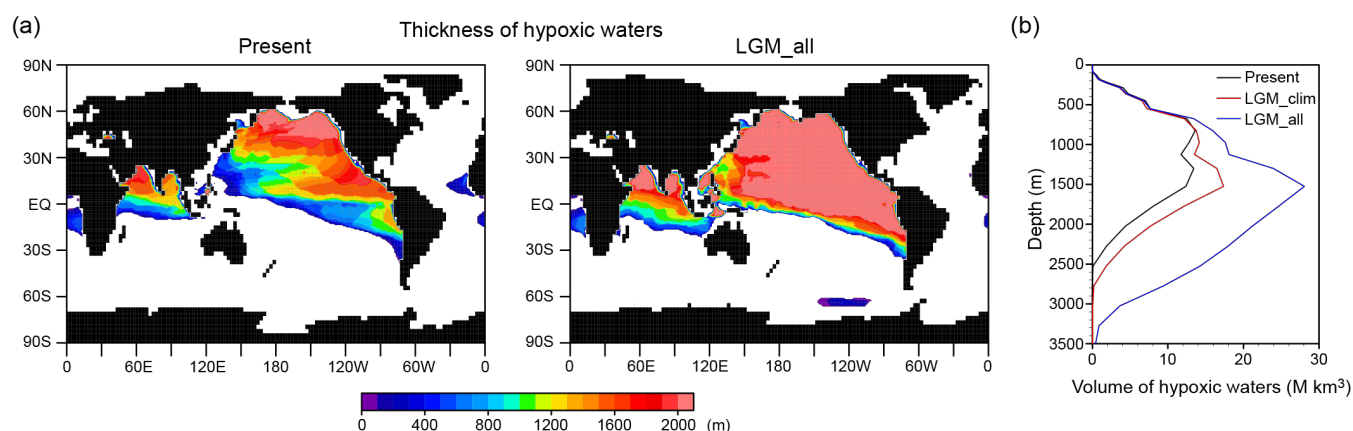 (a)
Thickness of hypoxic waters
Present
LGM_all
90N
60N
30N
EQ
30S
60S
90S
0 60E 120E 180 120W 60W 0
90N
60N
30N
EQ
30S
60S
90S
0 60E 120E 180 120W 60W 0
0 400 800 1200 1600 2000 (m)
(b)
Present
LGM_clim
LGM_all
Depth (m)
0
500
1000
1500
2000
2500
3000
3500
0 10 20 30
Volume of hypoxic waters (M km³)